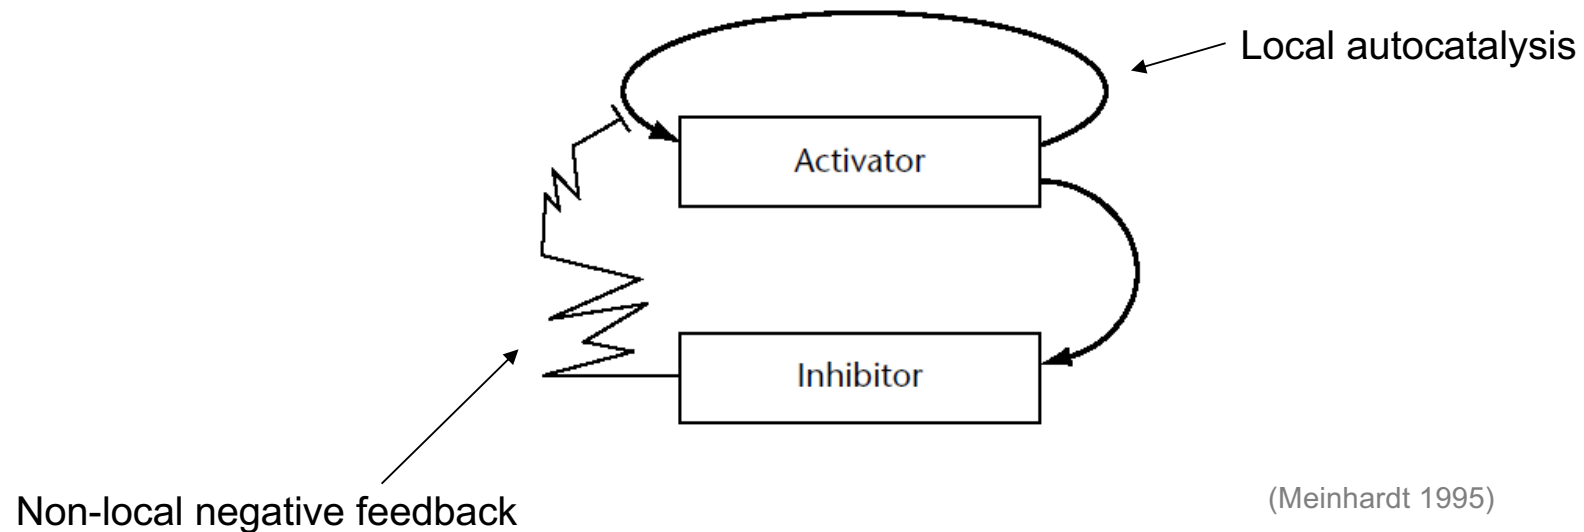 Local autocatalysis
Activator
Inhibitor
Non-local negative feedback
(Meinhardt 1995)